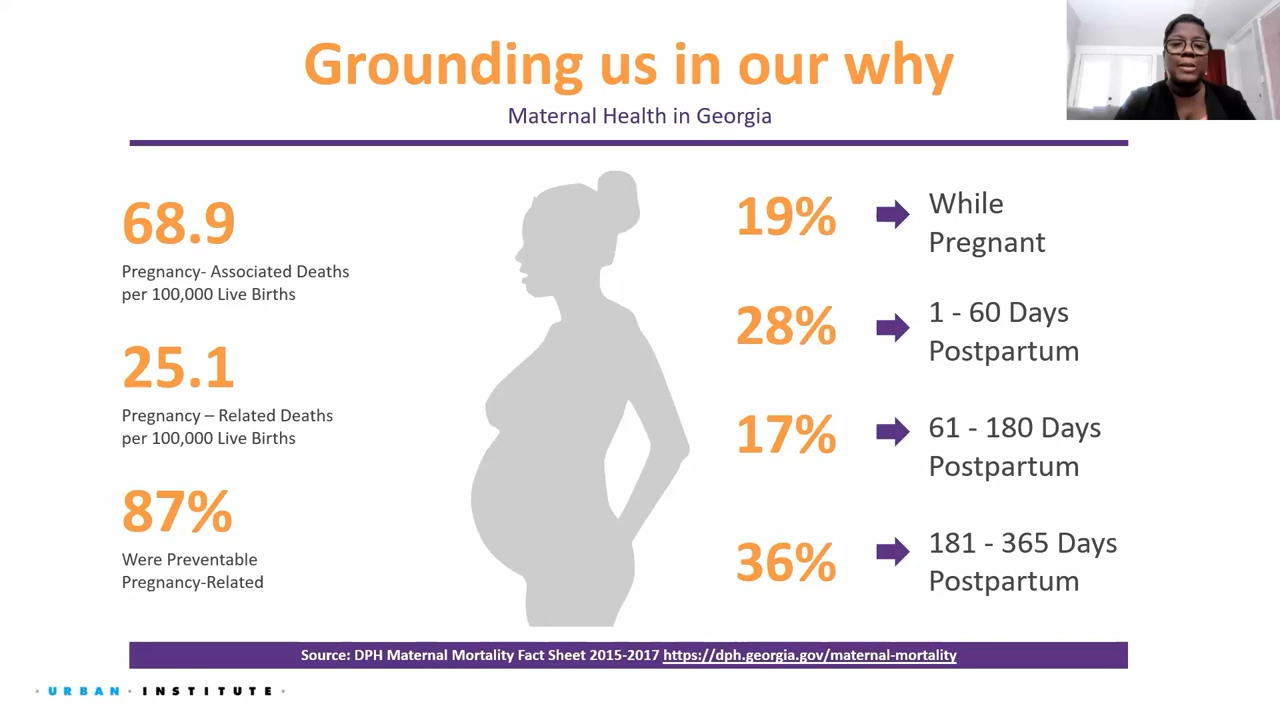 Grounding us in our why
Maternal Health in Georgia
68.9
Pregnancy- Associated Deaths
per 100,000 Live Births
25.1
Pregnancy – Related Deaths
per 100,000 Live Births
87%
Were Preventable
Pregnancy-Related
19%
While
Pregnant
28%
1 - 60 Days
Postpartum
17%
61 - 180 Days
Postpartum
36%
181 - 365 Days
Postpartum
Source: DPH Maternal Mortality Fact Sheet 2015-2017 https://dph.georgia.gov/maternal-mortality
· URBAN · INSTITUTE ·